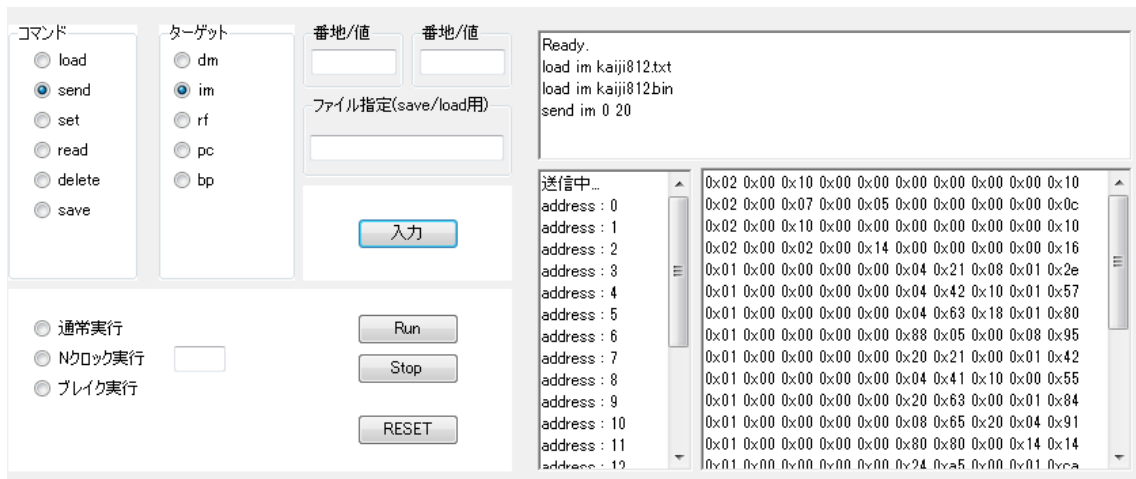 コマンド
load
send
set
read
delete
save
ターゲット
dm
im
rf
pc
bp
番地/値
番地/値
ファイル指定(save/load用)
入力
通常実行
Nクロック実行
ブレイク実行
Run
Stop
RESET
Ready.
load im kaiji812.txt
load im kaiji812.bin
send im 0 20
送信中...
address : 0
address : 1
address : 2
address : 3
address : 4
address : 5
address : 6
address : 7
address : 8
address : 9
address : 10
address : 11
address : 12
0x02 0x00 0x10 0x00 0x00 0x00 0x00 0x00 0x00 0x10
0x02 0x00 0x07 0x00 0x05 0x00 0x00 0x00 0x00 0x0c
0x02 0x00 0x10 0x00 0x00 0x00 0x00 0x00 0x00 0x10
0x02 0x00 0x02 0x00 0x14 0x00 0x00 0x00 0x00 0x16
0x01 0x00 0x00 0x00 0x00 0x04 0x21 0x08 0x01 0x2e
0x01 0x00 0x00 0x00 0x00 0x04 0x42 0x10 0x01 0x57
0x01 0x00 0x00 0x00 0x00 0x04 0x63 0x18 0x01 0x80
0x01 0x00 0x00 0x00 0x00 0x88 0x05 0x00 0x08 0x95
0x01 0x00 0x00 0x00 0x00 0x20 0x21 0x00 0x01 0x42
0x01 0x00 0x00 0x00 0x00 0x04 0x41 0x10 0x00 0x55
0x01 0x00 0x00 0x00 0x00 0x20 0x63 0x00 0x01 0x84
0x01 0x00 0x00 0x00 0x00 0x08 0x65 0x20 0x04 0x91
0x01 0x00 0x00 0x00 0x00 0x80 0x80 0x00 0x14 0x14
0x01 0x00 0x00 0x00 0x00 0x24 0xa5 0x00 0x01 0xca